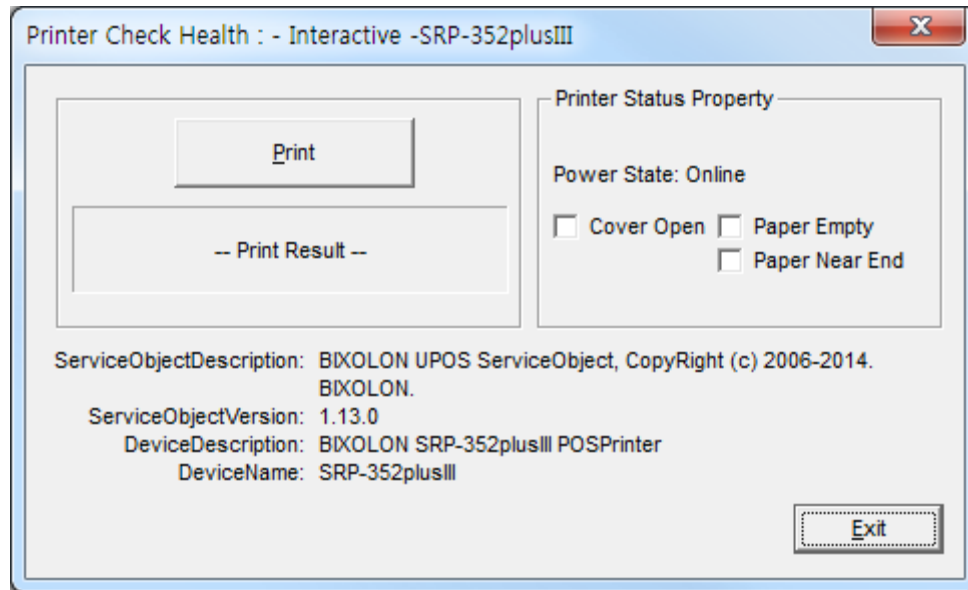 Printer Check Health : - Interactive -SRP-352plusIII
Print
-- Print Result --
Printer Status Property
Power State: Online
Cover Open Paper Empty
Paper Near End
ServiceObjectDescription: BIXOLON UPOS ServiceObject, CopyRight (c) 2006-2014.
BIXOLON.
ServiceObjectVersion: 1.13.0
DeviceDescription: BIXOLON SRP-352plusIII POSPrinter
DeviceName: SRP-352plusIII
Exit